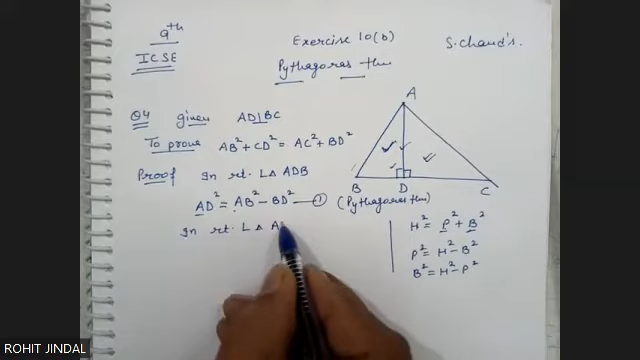 9th
ICSE
Exercise 10(b)
Pythagoras thm
S.Chand's.
Q4 given AD⊥BC
To prove AB² + CD² = AC² + BD²
Proof In rt. L△ ADB
AD² = AB² - BD² — ① (Pythagoras thm)
In rt. L △ A
A
B D C
H² = P² + B²
P² = H² - B²
B² = H² - P²
ROHIT JINDAL